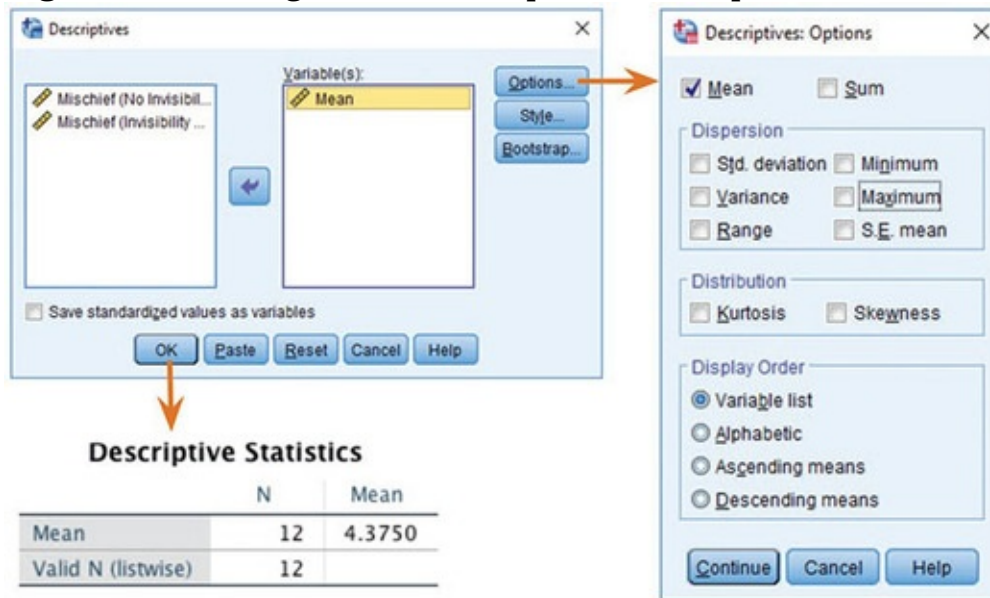 Descriptives
Variable(s):
Mischief (No Invisibil...
Mischief (Invisibility ...
Mean
Options...
Style...
Bootstrap...
Save standardized values as variables
OK Paste Reset Cancel Help
Descriptive Statistics
N Mean
Mean 12 4.3750
Valid N (listwise) 12
Descriptives: Options
Mean Sum
Dispersion
Std. deviation Minimum
Variance Maximum
Range S.E. mean
Distribution
Kurtosis Skewness
Display Order
Variable list
Alphabetic
Ascending means
Descending means
Continue Cancel Help